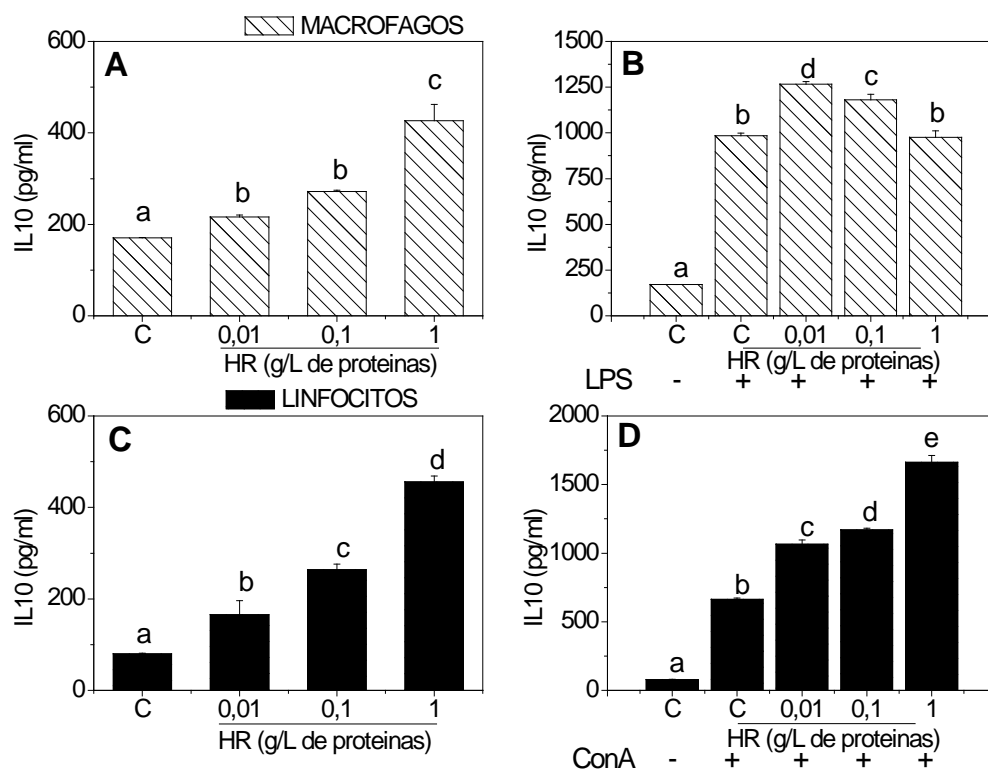 MACROFAGOS
A
IL10 (pg/ml)
600
400
200
0
a
b
b
c
C 0,01 0,1 1
HR (g/L de proteinas)
B
IL10 (pg/ml)
1500
1250
1000
750
500
250
0
a
b
d
c
b
C C 0,01 0,1 1
HR (g/L de proteinas)
LPS - + + + +
LINFOCITOS
C
IL10 (pg/ml)
600
400
200
0
a
b
c
d
C 0,01 0,1 1
HR (g/L de proteinas)
D
IL10 (pg/ml)
2000
1500
1000
500
0
a
b
c
d
e
C C 0,01 0,1 1
HR (g/L de proteinas)
ConA - + + + +